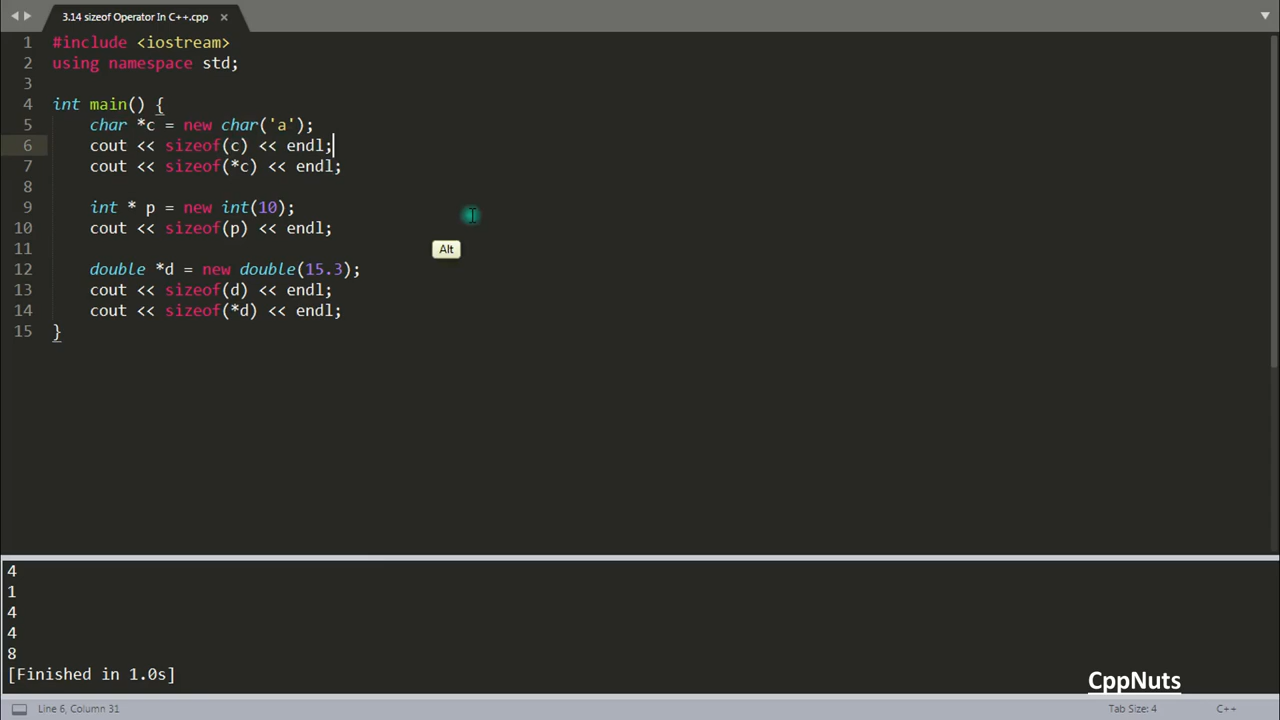 3.14 sizeof Operator In C++.cpp ×
1 #include <iostream>
2 using namespace std;
3
4 int main() {
5     char *c = new char('a');
6     cout << sizeof(c) << endl;
7     cout << sizeof(*c) << endl;
8
9     int * p = new int(10);
10     cout << sizeof(p) << endl;
11
12     double *d = new double(15.3);
13     cout << sizeof(d) << endl;
14     cout << sizeof(*d) << endl;
15 }
Alt
4
1
4
4
8
[Finished in 1.0s]
CppNuts
Line 6, Column 31 Tab Size: 4 C++